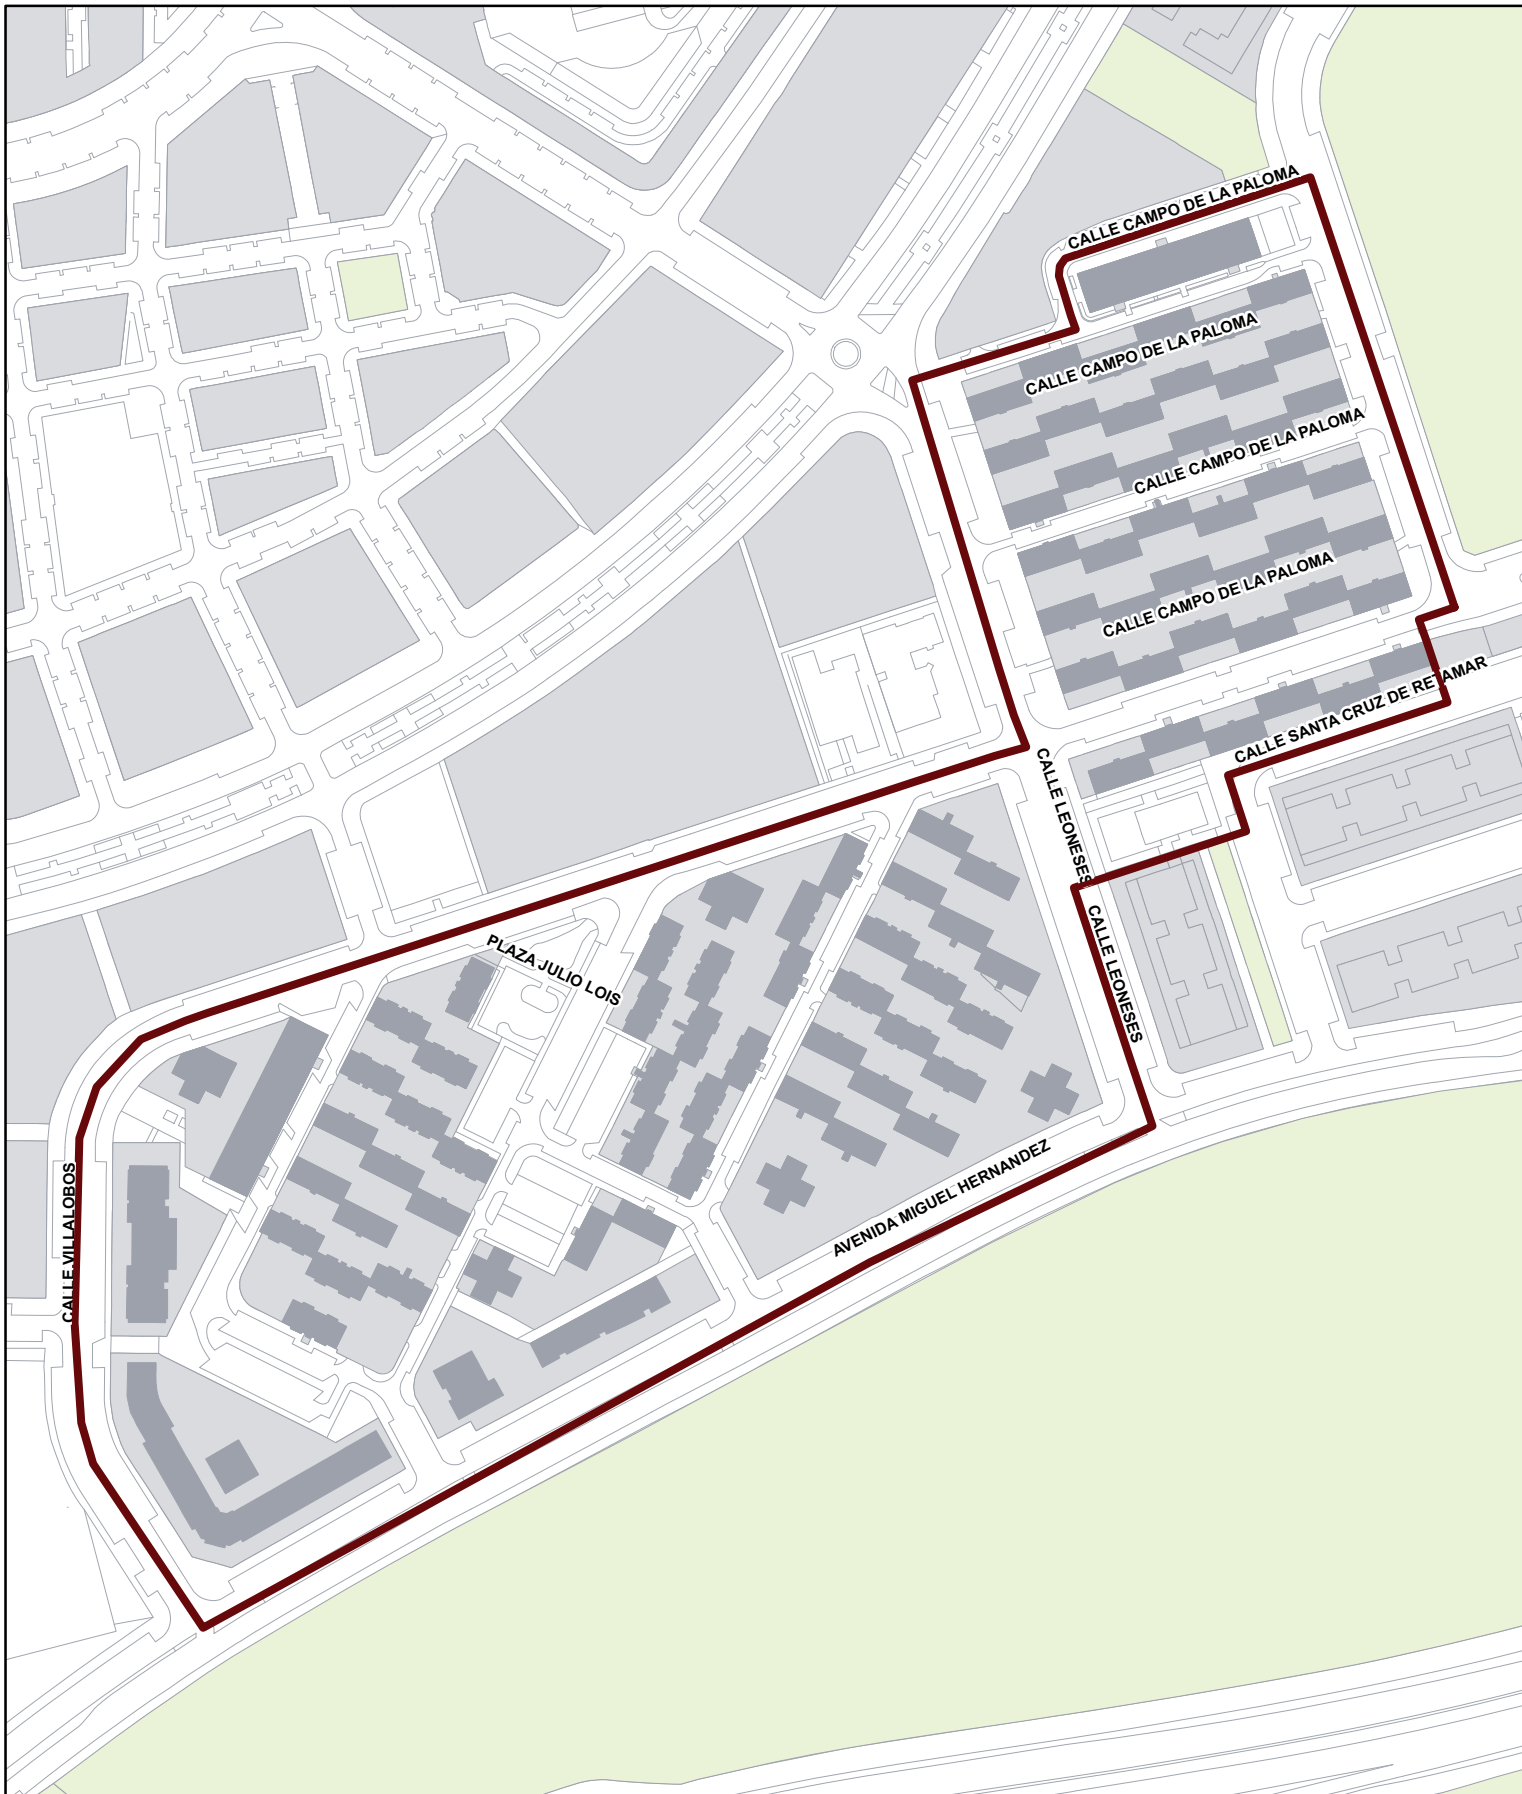 CALLE CAMPO DE LA PALOMA
CALLE CAMPO DE LA PALOMA
CALLE CAMPO DE LA PALOMA
CALLE CAMPO DE LA PALOMA
CALLE SANTA CRUZ DE RETAMAR
CALLE LEONESES
CALLE LEONESES
PLAZA JULIO LOIS
AVENIDA MIGUEL HERNANDEZ
CALLE VILLALOBOS